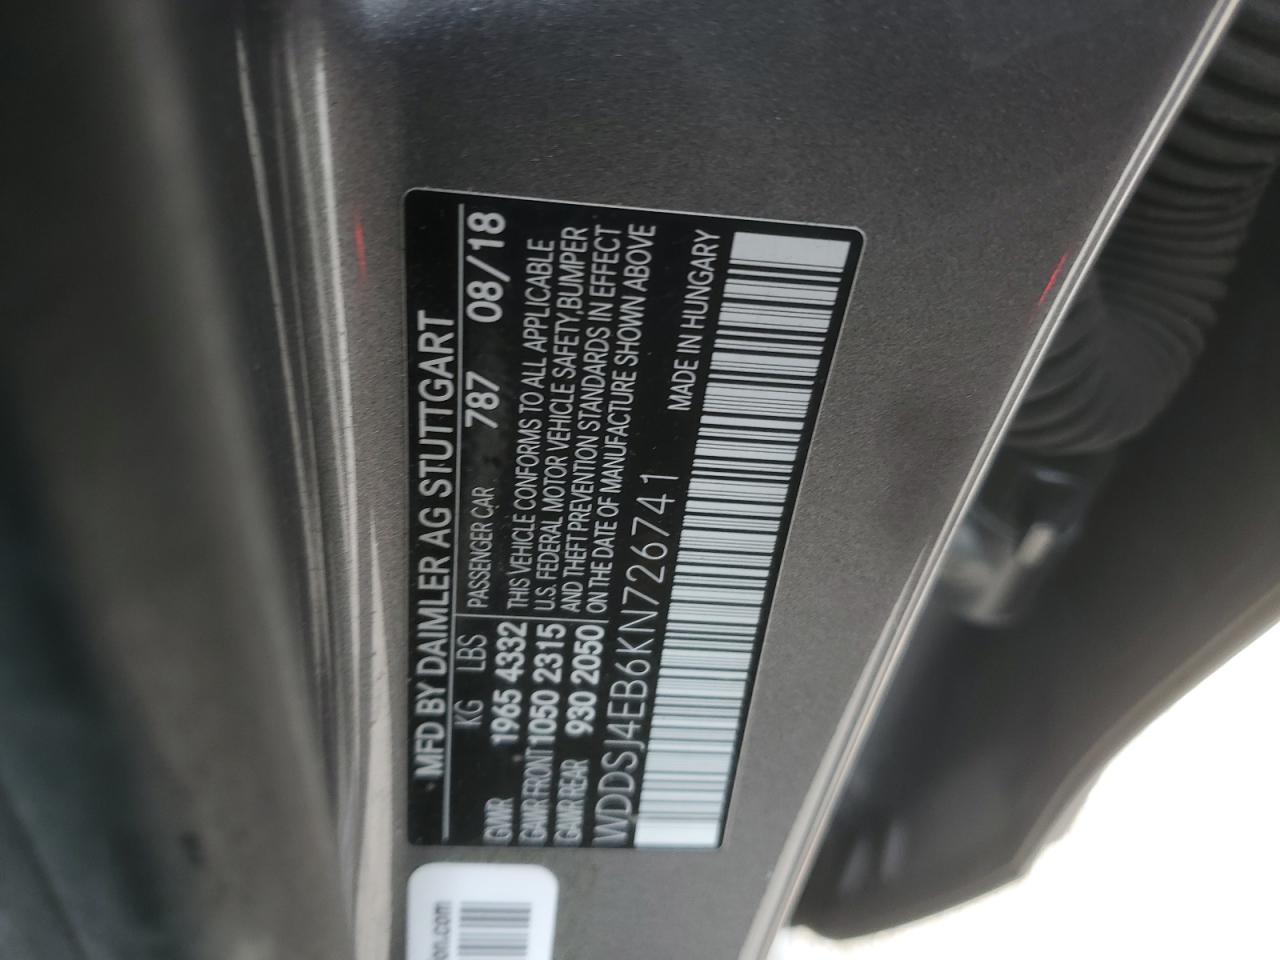 MFD BY DAIMLER AG STUTTGART
KG LBS PASSENGER CAR 787 08/18
GVWR 1965 4332 THIS VEHICLE CONFORMS TO ALL APPLICABLE
GAWR FRONT 1050 2315 U.S. FEDERAL MOTOR VEHICLE SAFETY,BUMPER
GAWR REAR 930 2050 AND THEFT PREVENTION STANDARDS IN EFFECT
ON THE DATE OF MANUFACTURE SHOWN ABOVE
WDDSJ4EB6KN726741 MADE IN HUNGARY
on.com